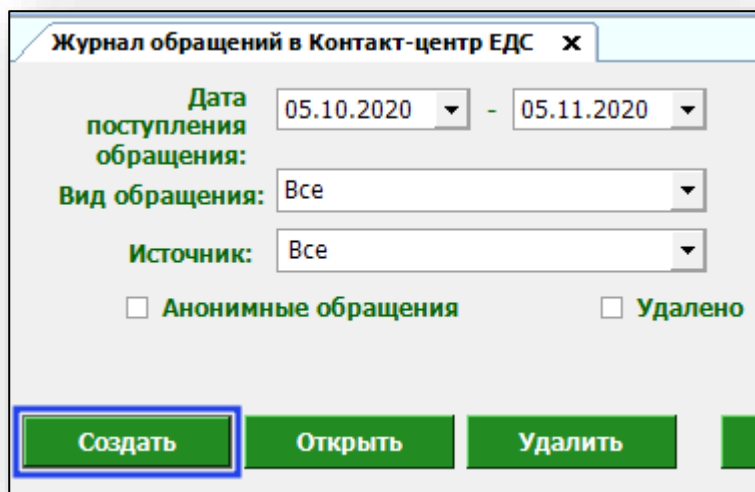 Журнал обращений в Контакт-центр ЕДС x
Дата
поступления
обращения:
05.10.2020 - 05.11.2020
Вид обращения: Все
Источник: Все
Анонимные обращения Удалено
Создать Открыть Удалить